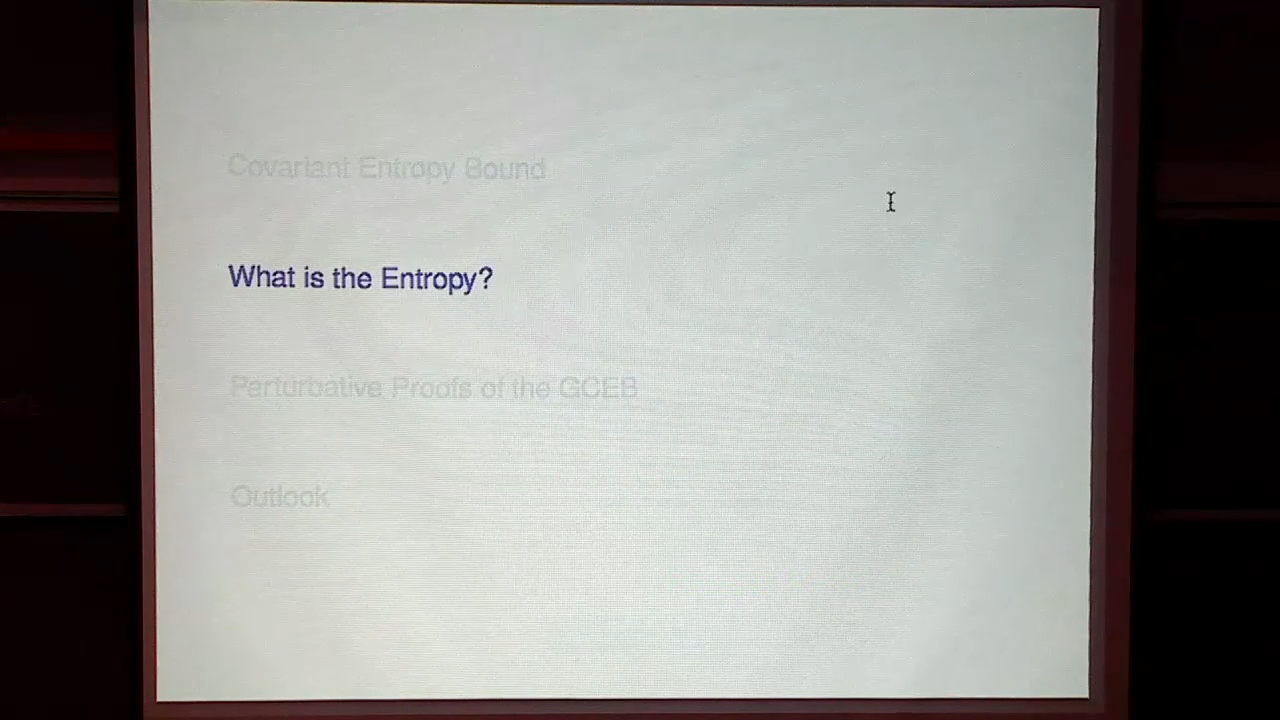 Covariant Entropy Bound
What is the Entropy?
Perturbative Proofs of the GCEB
Outlook